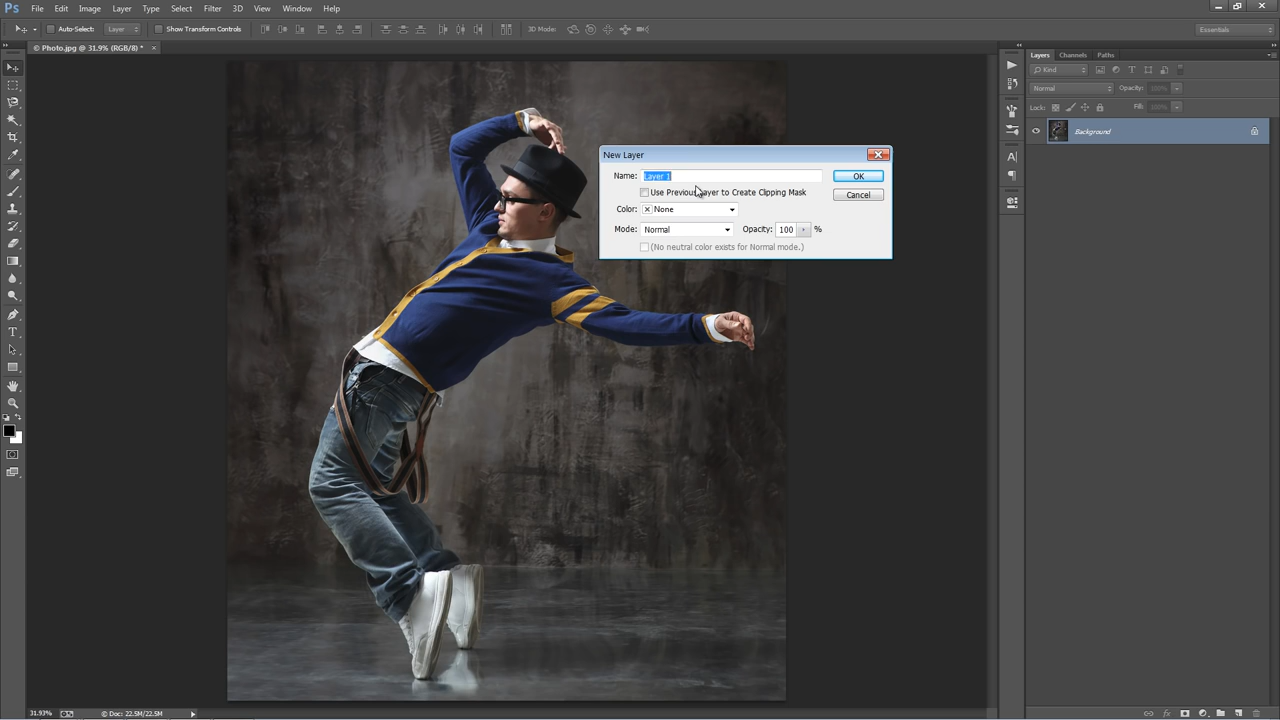 Ps File Edit Image Layer Type Select Filter 3D View Window Help
Auto-Select: Layer Show Transform Controls 3D Mode: Essentials
© Photo.jpg @ 31.9% (RGB/8) * ×
Layers Channels Paths
Kind
Normal Opacity: 100%
Lock: Fill: 100%
Background
New Layer
Name: Layer 1 OK
Use Previous Layer to Create Clipping Mask Cancel
Color: None
Mode: Normal Opacity: 100 %
(No neutral color exists for Normal mode.)
31.93% © Doc: 22.5M/22.5M